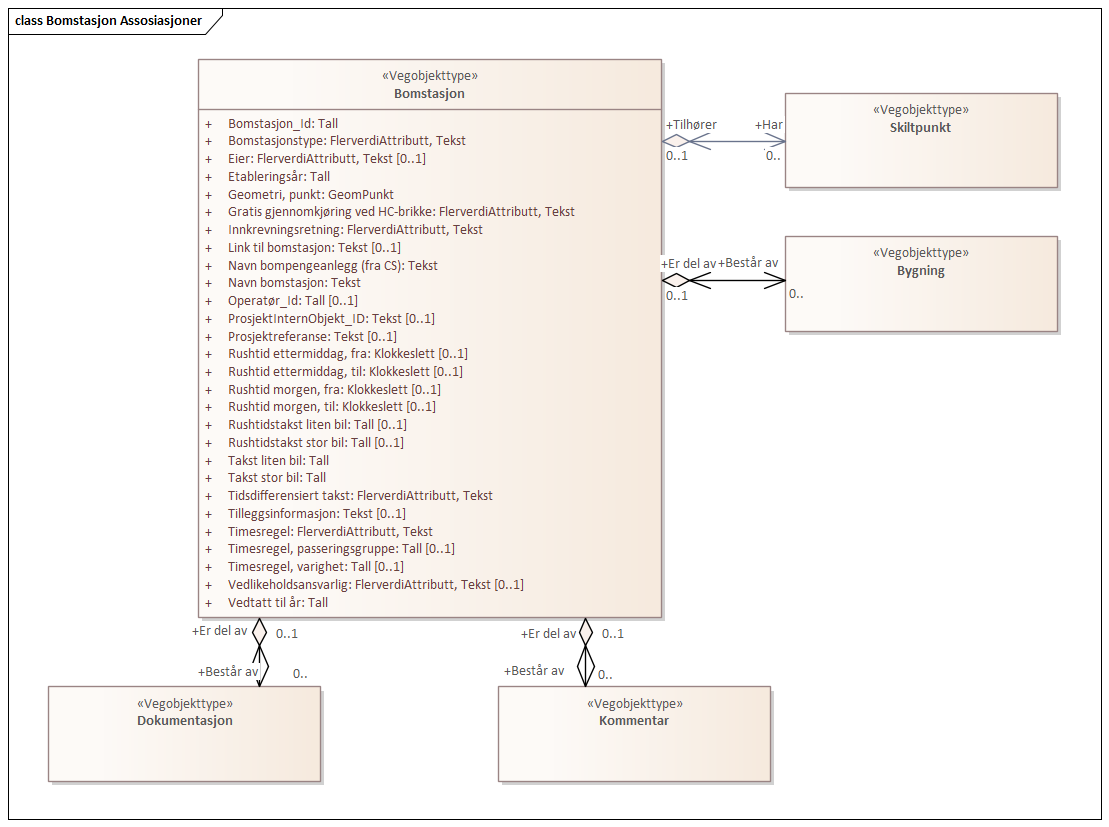 class Bomstasjon Assosiasjoner
«Vegobjekttype»
Bomstasjon
+ Bomstasjon_Id: Tall
+ Bomstasjonstype: FlerverdiAttributt, Tekst
+ Eier: FlerverdiAttributt, Tekst [0..1]
+ Etableringsår: Tall
+ Geometri, punkt: GeomPunkt
+ Gratis gjennomkjøring ved HC-brikke: FlerverdiAttributt, Tekst
+ Innkrevningsretning: FlerverdiAttributt, Tekst
+ Link til bomstasjon: Tekst [0..1]
+ Navn bompengeanlegg (fra CS): Tekst
+ Navn bomstasjon: Tekst
+ Operatør_Id: Tall [0..1]
+ ProsjektInternObjekt_ID: Tekst [0..1]
+ Prosjektreferanse: Tekst [0..1]
+ Rushtid ettermiddag, fra: Klokkeslett [0..1]
+ Rushtid ettermiddag, til: Klokkeslett [0..1]
+ Rushtid morgen, fra: Klokkeslett [0..1]
+ Rushtid morgen, til: Klokkeslett [0..1]
+ Rushtidstakst liten bil: Tall [0..1]
+ Rushtidstakst stor bil: Tall [0..1]
+ Takst liten bil: Tall
+ Takst stor bil: Tall
+ Tidsdifferensiert takst: FlerverdiAttributt, Tekst
+ Tilleggsinformasjon: Tekst [0..1]
+ Timesregel: FlerverdiAttributt, Tekst
+ Timesregel, passeringsgruppe: Tall [0..1]
+ Timesregel, varighet: Tall [0..1]
+ Vedlikeholdsansvarlig: FlerverdiAttributt, Tekst [0..1]
+ Vedtatt til år: Tall
+Tilhører +Har
0..1 0..
«Vegobjekttype»
Skiltpunkt
+Er del av +Består av
0..1 0..
«Vegobjekttype»
Bygning
+Er del av 0..1
+Består av 0..
«Vegobjekttype»
Dokumentasjon
+Er del av 0..1
+Består av 0..
«Vegobjekttype»
Kommentar